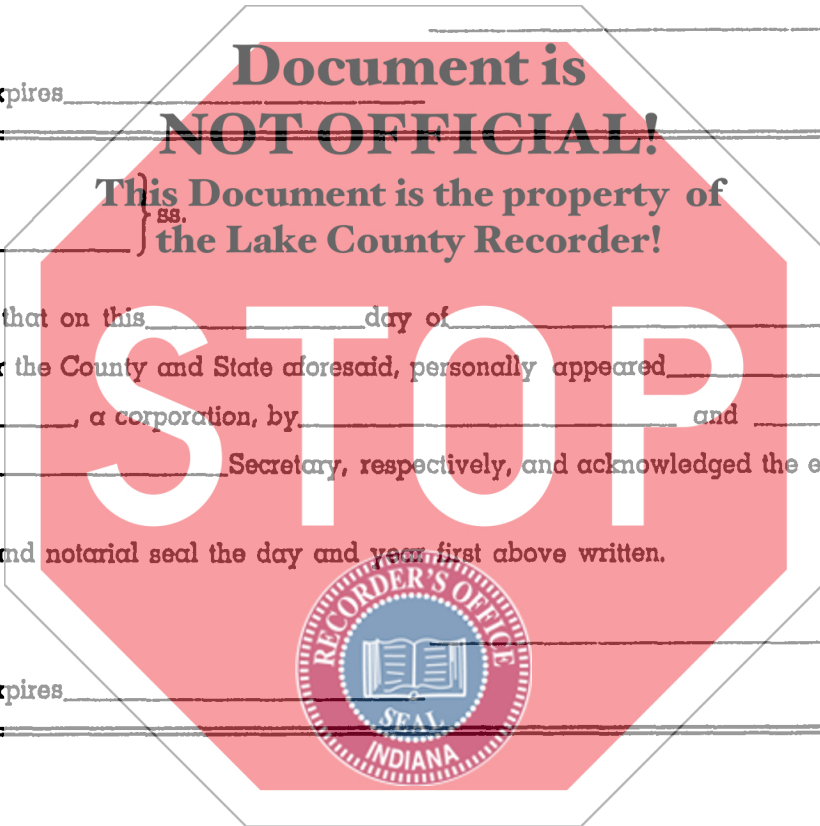 Document is
pires
NOT OFFICIAL!
This Document is the property of
ss.
the Lake County Recorder!
that on this day of
the County and State aforesaid, personally appeared
, a corporation, by and
Secretary, respectively, and acknowledged the e
STOP
nd notarial seal the day and year first above written.
RECORDER'S OFFICE
pires
SEAL
INDIANA